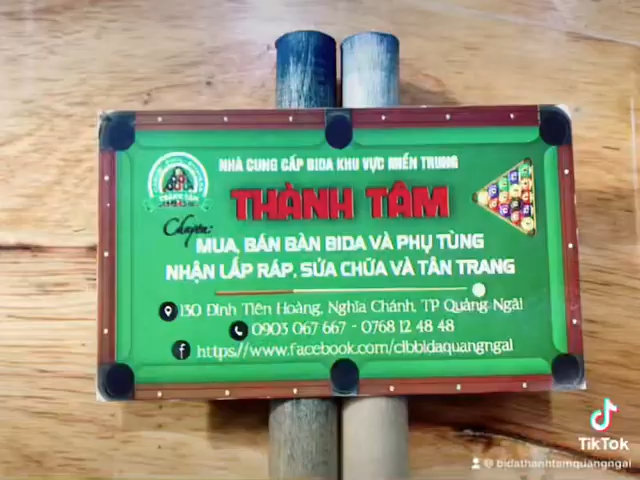 NHÀ CUNG CẤP BIDA KHU VỰC MIỀN TRUNG
THÀNH TÂM
Chuyên:
MUA, BÁN BÀN BIDA VÀ PHỤ TÙNG
NHẬN LẮP RÁP, SỬA CHỮA VÀ TÂN TRANG
130 Đinh Tiên Hoàng, Nghĩa Chánh, TP Quảng Ngãi
0903 067 667 - 0768 12 48 48
https//www.facebook.com/clbbidaquangngai
TikTok
@bidathanhtamquangngai